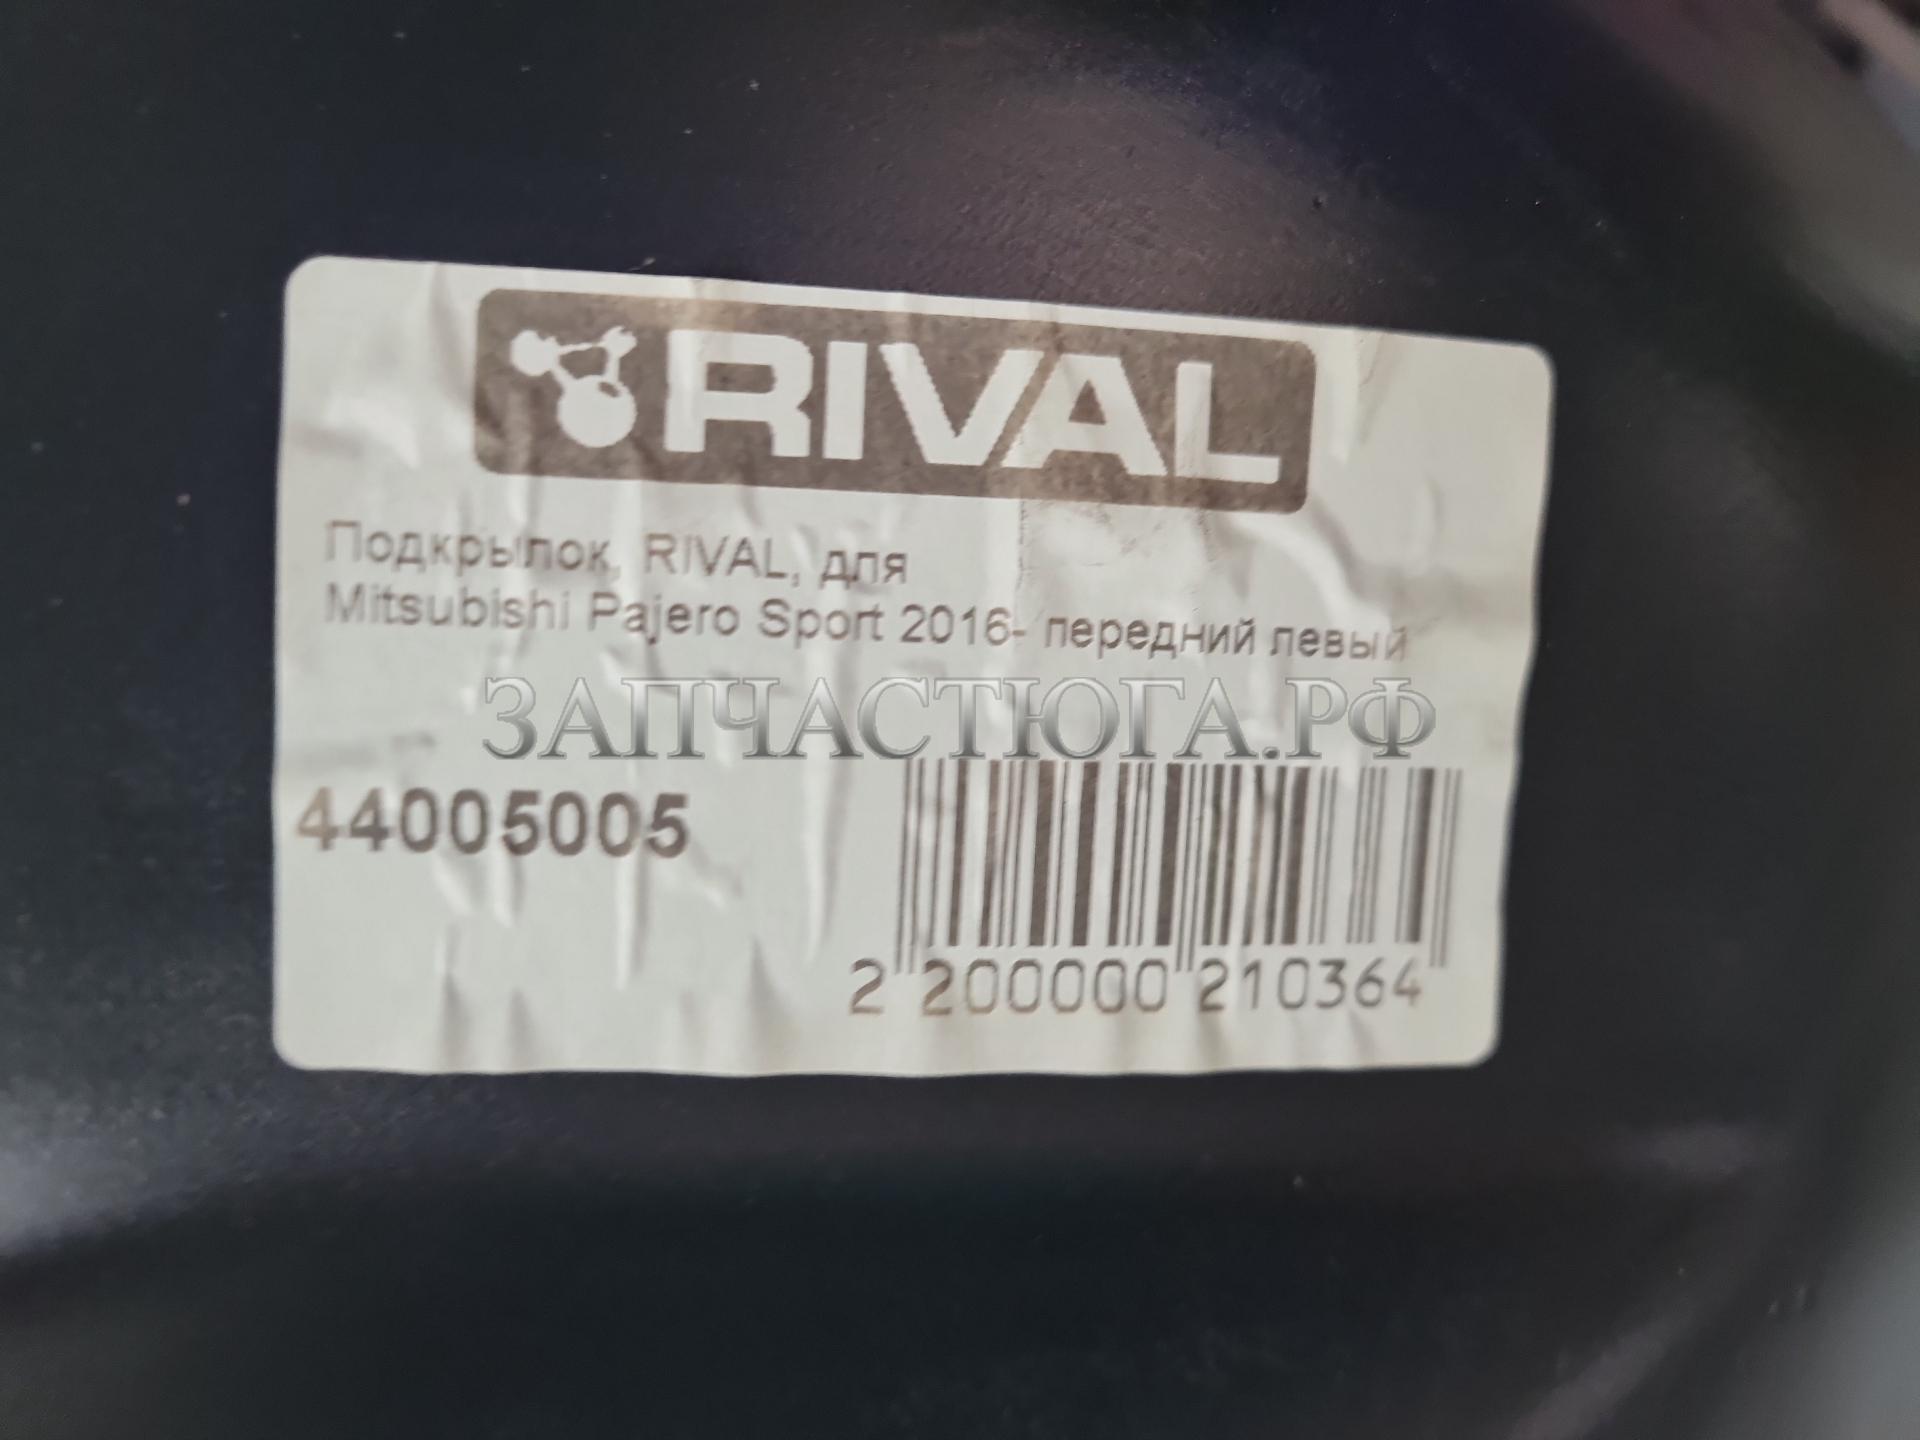 RIVAL
Подкрылок, RIVAL, для
Mitsubishi Pajero Sport 2016- передний левый
ЗАПЧАСТЮГА.РФ
44005005
2 200000 210364